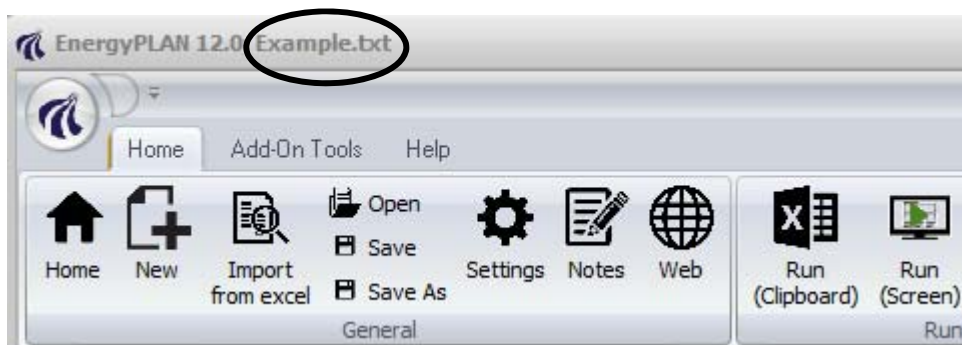 EnergyPLAN 12.0 Example.txt
Home Add-On Tools Help
Open
Save
Save As
Home New Import from excel Settings Notes Web Run (Clipboard) Run (Screen)
General Run